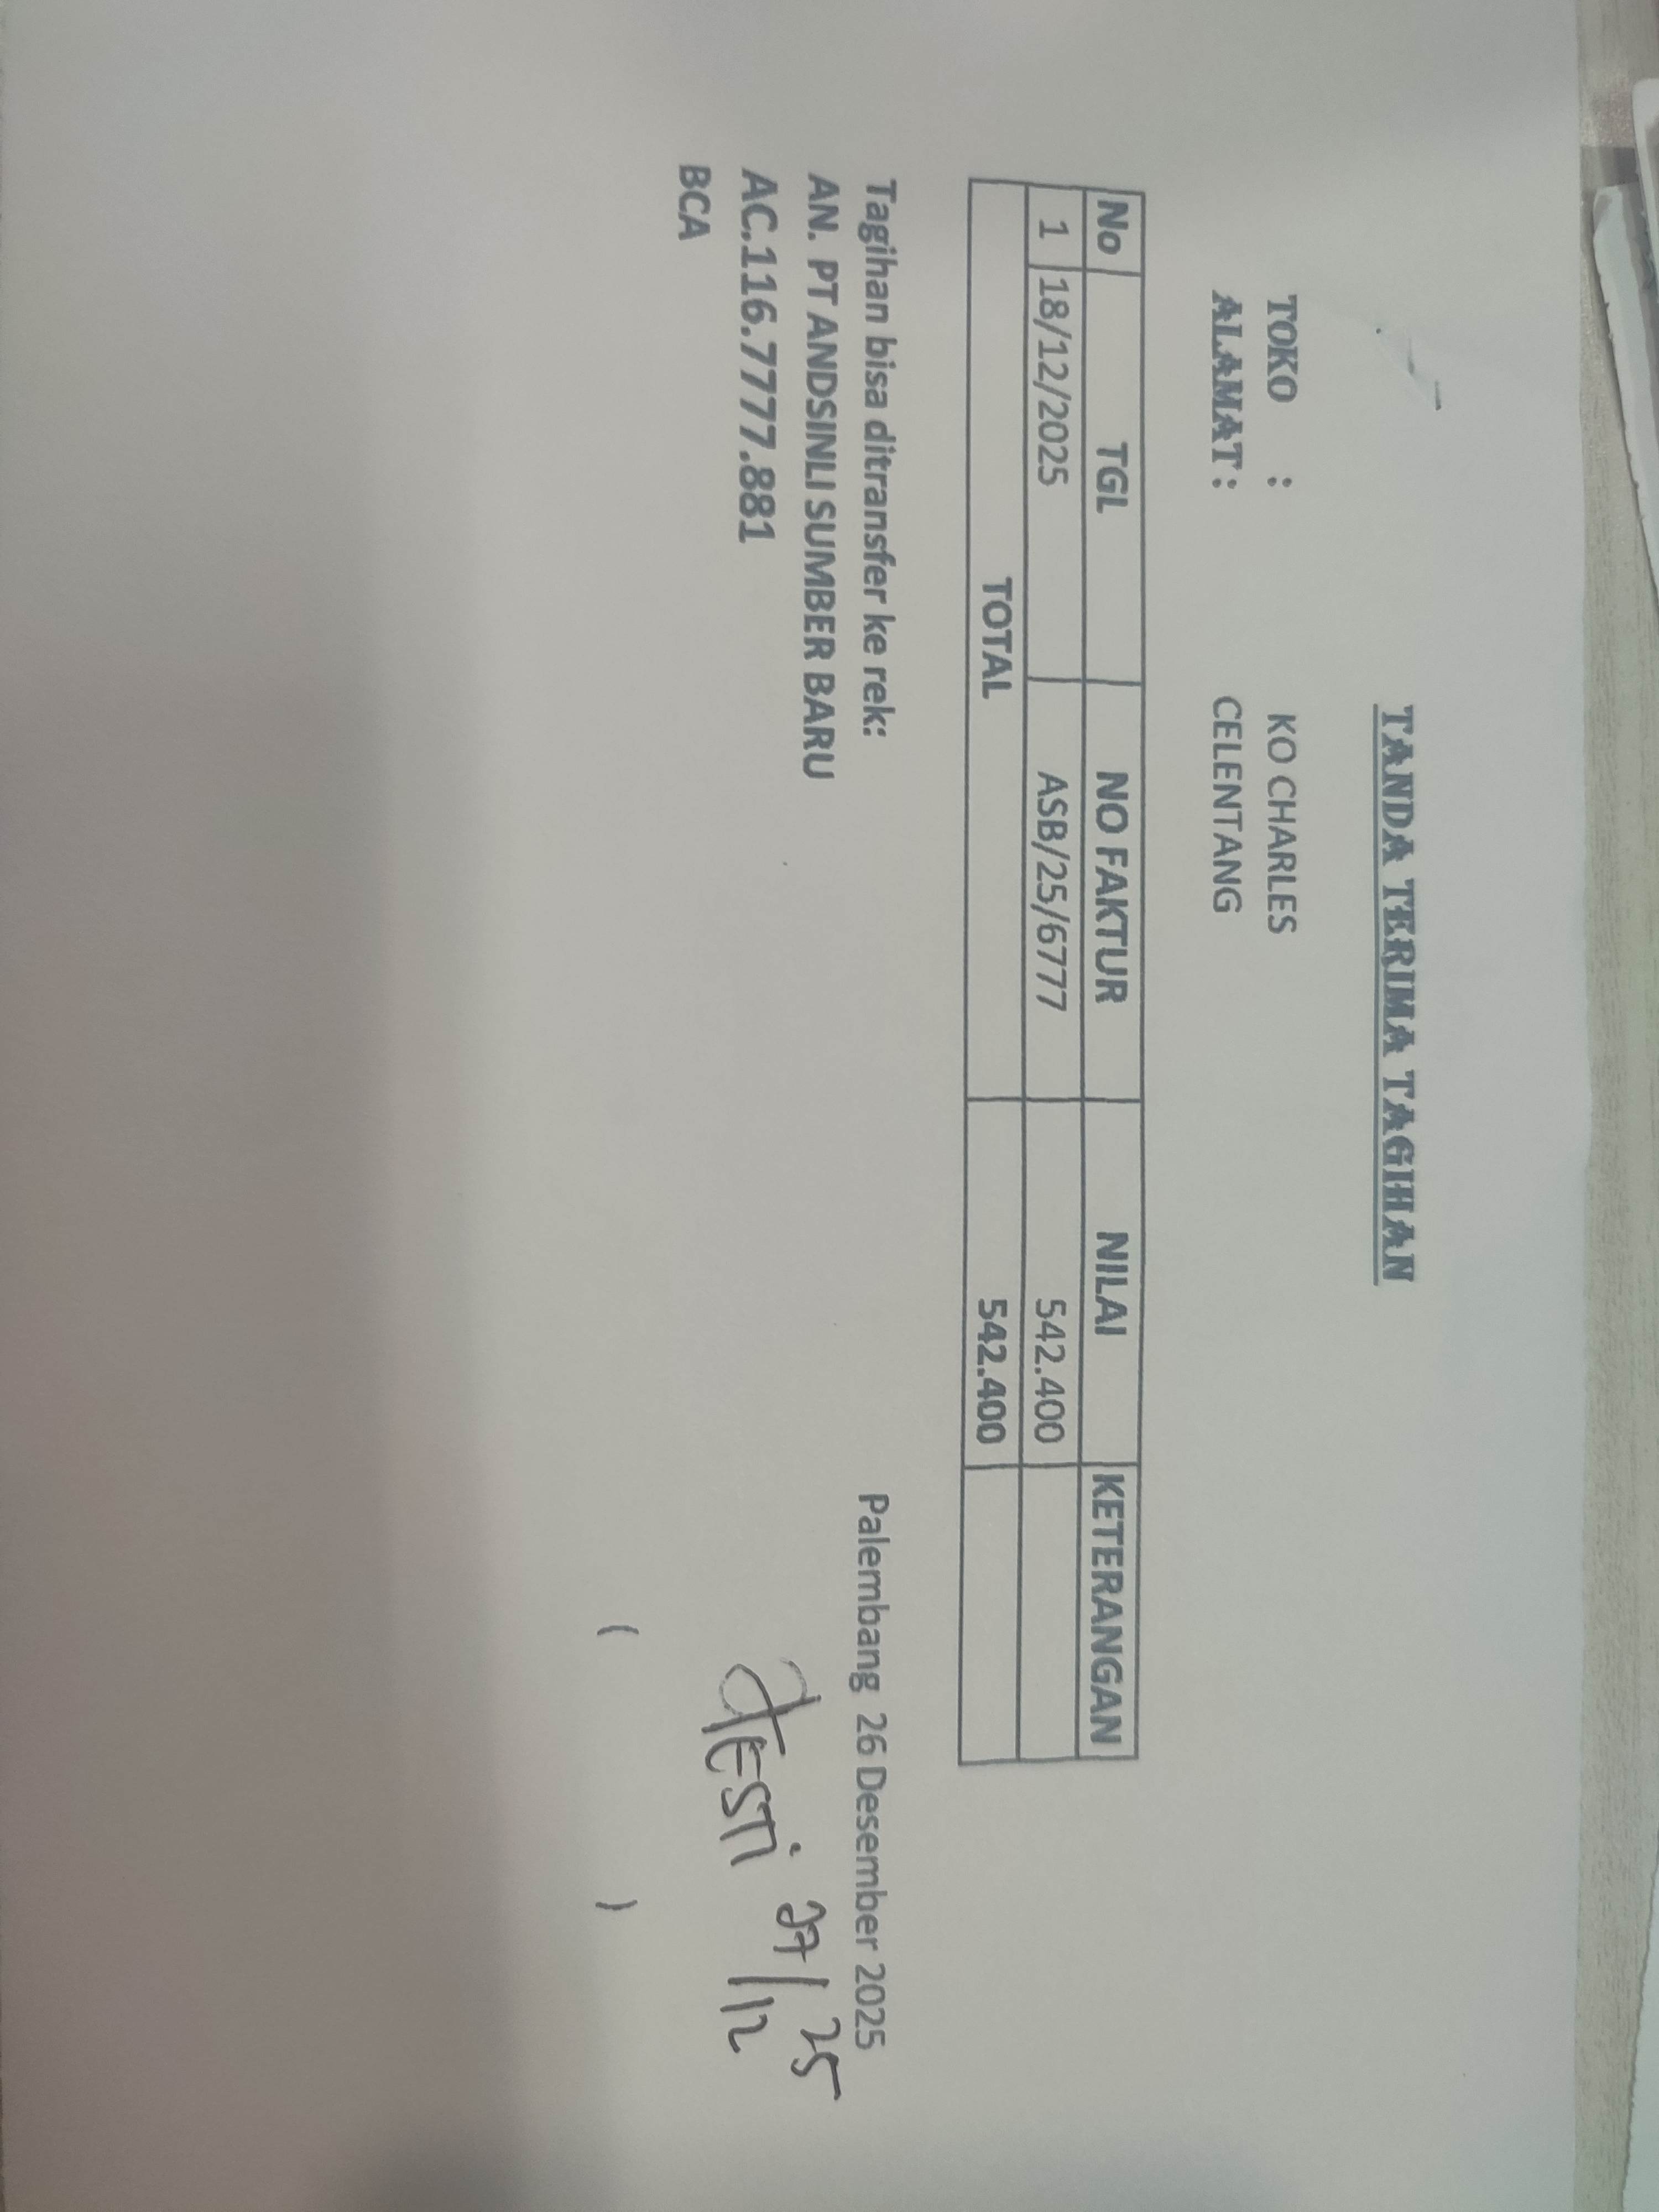 TANDA TERIMA TAGIHAN
TOKO : KO CHARLES
ALAMAT : CELENTANG
No TGL NO FAKTUR NILAI KETERANGAN
1 18/12/2025 ASB/25/6777 542.400
TOTAL 542.400
Tagihan bisa ditransfer ke rek: Palembang 26 Desember 2025
AN. PT ANDSINLI SUMBER BARU
AC.116.7777.881
BCA
dESTi 27/12 25
( )